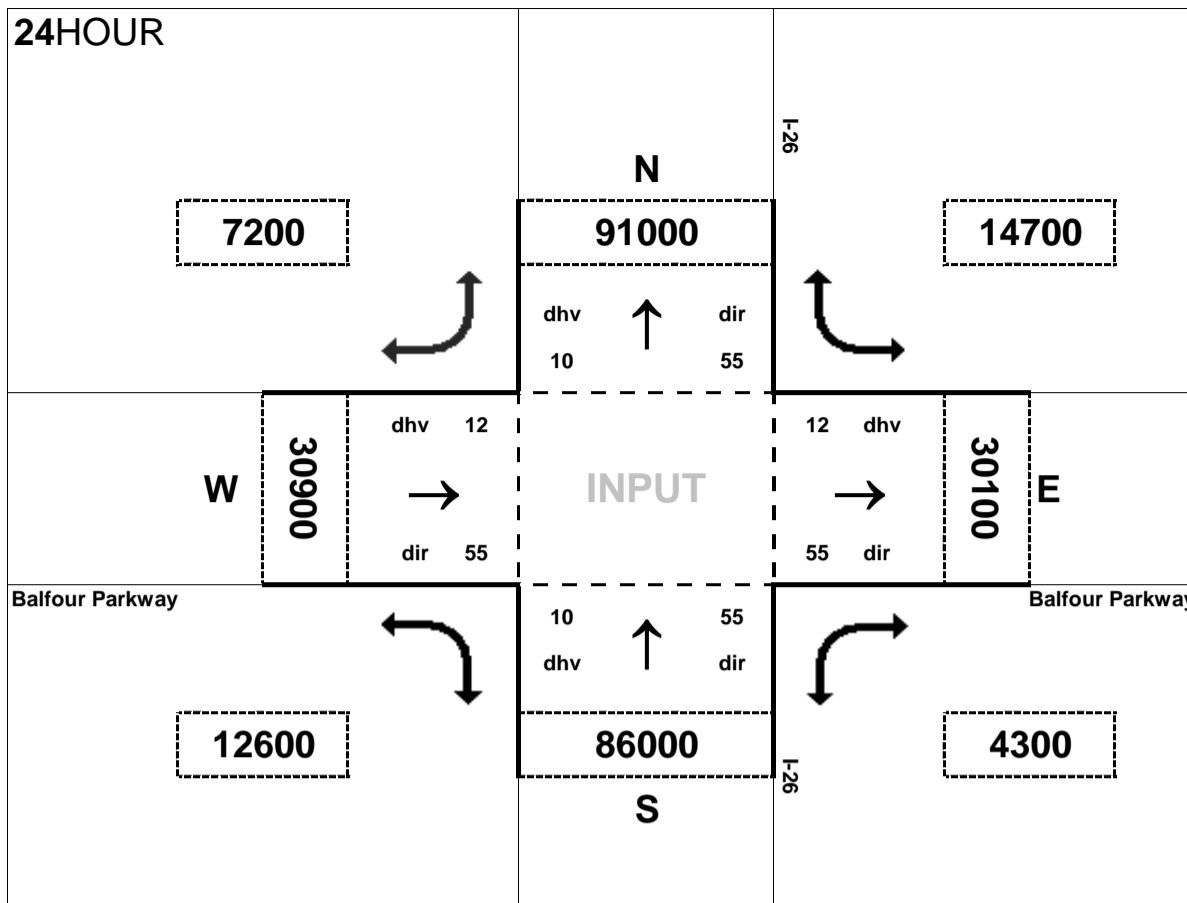 24HOUR
I-26
N
7200
91000
14700
dhv dir
10 55
dhv 12
12 dhv
W
30900
INPUT
30100
E
dir 55
55 dir
Balfour Parkway
Balfour Parkway
10 55
dhv dir
12600
86000
4300
I-26
S